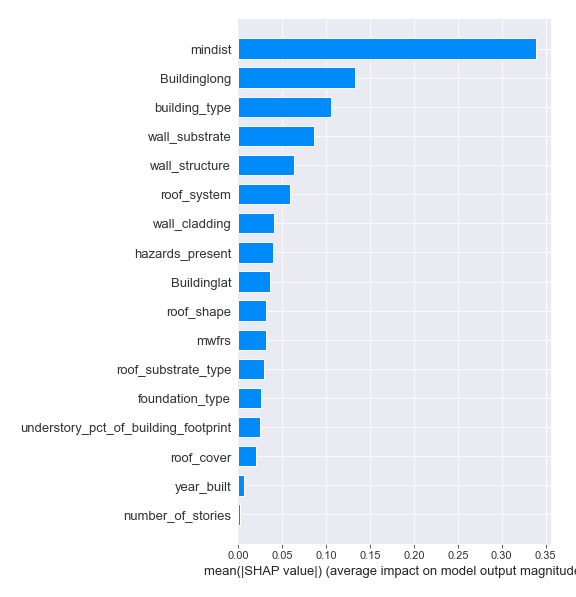 mindist
Buildinglong
building_type
wall_substrate
wall_structure
roof_system
wall_cladding
hazards_present
Buildinglat
roof_shape
mwfrs
roof_substrate_type
foundation_type
understory_pct_of_building_footprint
roof_cover
year_built
number_of_stories
0.00 0.05 0.10 0.15 0.20 0.25 0.30 0.35
mean(|SHAP value|) (average impact on model output magnitude